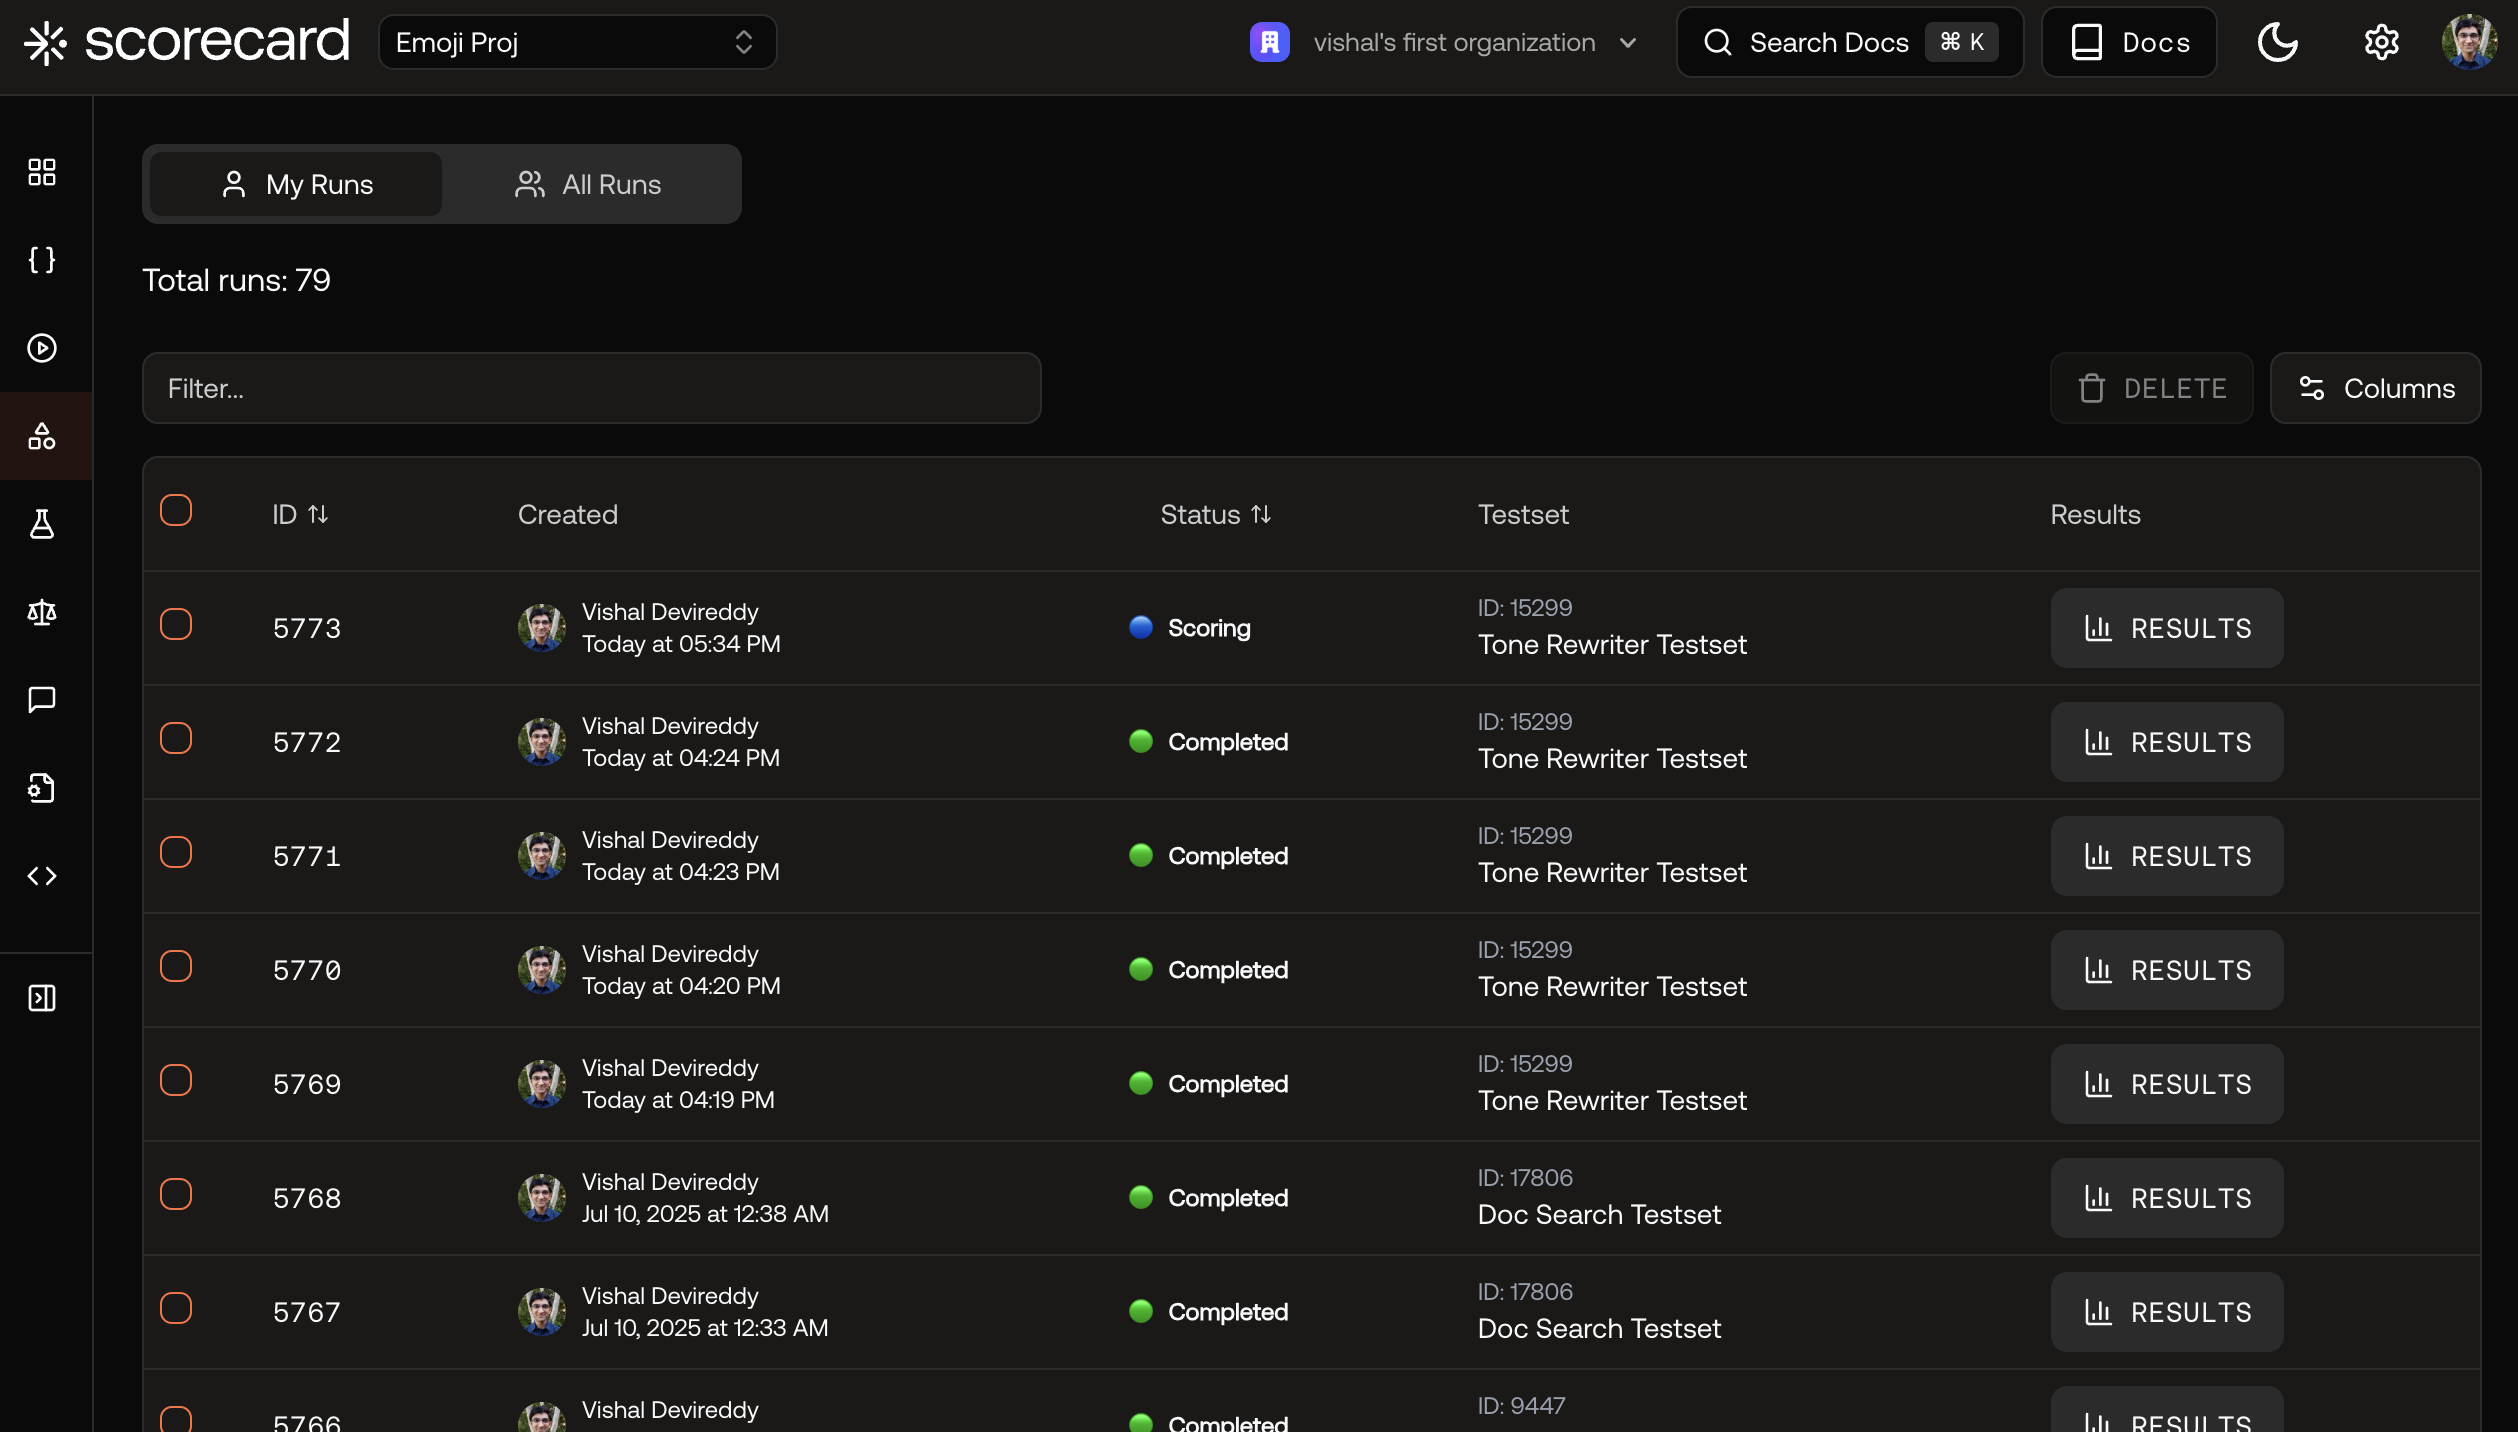 scorecard
Emoji Proj
vishal's first organization
Search Docs
⌘ K
Docs
My Runs
All Runs
Total runs: 79
Filter...
DELETE
Columns
ID Created Status Testset Results
5773
Vishal Devireddy
Today at 05:34 PM
Scoring
ID: 15299
Tone Rewriter Testset
RESULTS
5772
Vishal Devireddy
Today at 04:24 PM
Completed
ID: 15299
Tone Rewriter Testset
RESULTS
5771
Vishal Devireddy
Today at 04:23 PM
Completed
ID: 15299
Tone Rewriter Testset
RESULTS
5770
Vishal Devireddy
Today at 04:20 PM
Completed
ID: 15299
Tone Rewriter Testset
RESULTS
5769
Vishal Devireddy
Today at 04:19 PM
Completed
ID: 15299
Tone Rewriter Testset
RESULTS
5768
Vishal Devireddy
Jul 10, 2025 at 12:38 AM
Completed
ID: 17806
Doc Search Testset
RESULTS
5767
Vishal Devireddy
Jul 10, 2025 at 12:33 AM
Completed
ID: 17806
Doc Search Testset
RESULTS
5766
Vishal Devireddy
Completed
ID: 9447
RESULTS